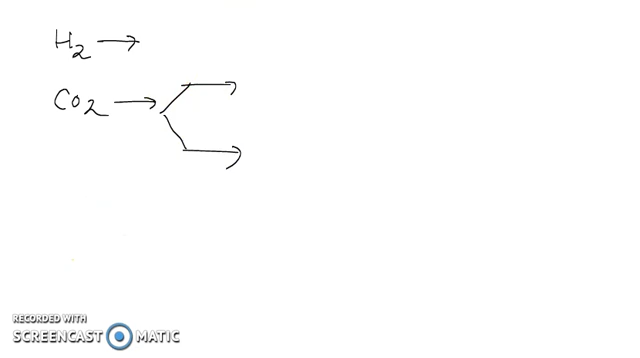 H2 →
CO2 →
RECORDED WITH
SCREENCAST MATIC